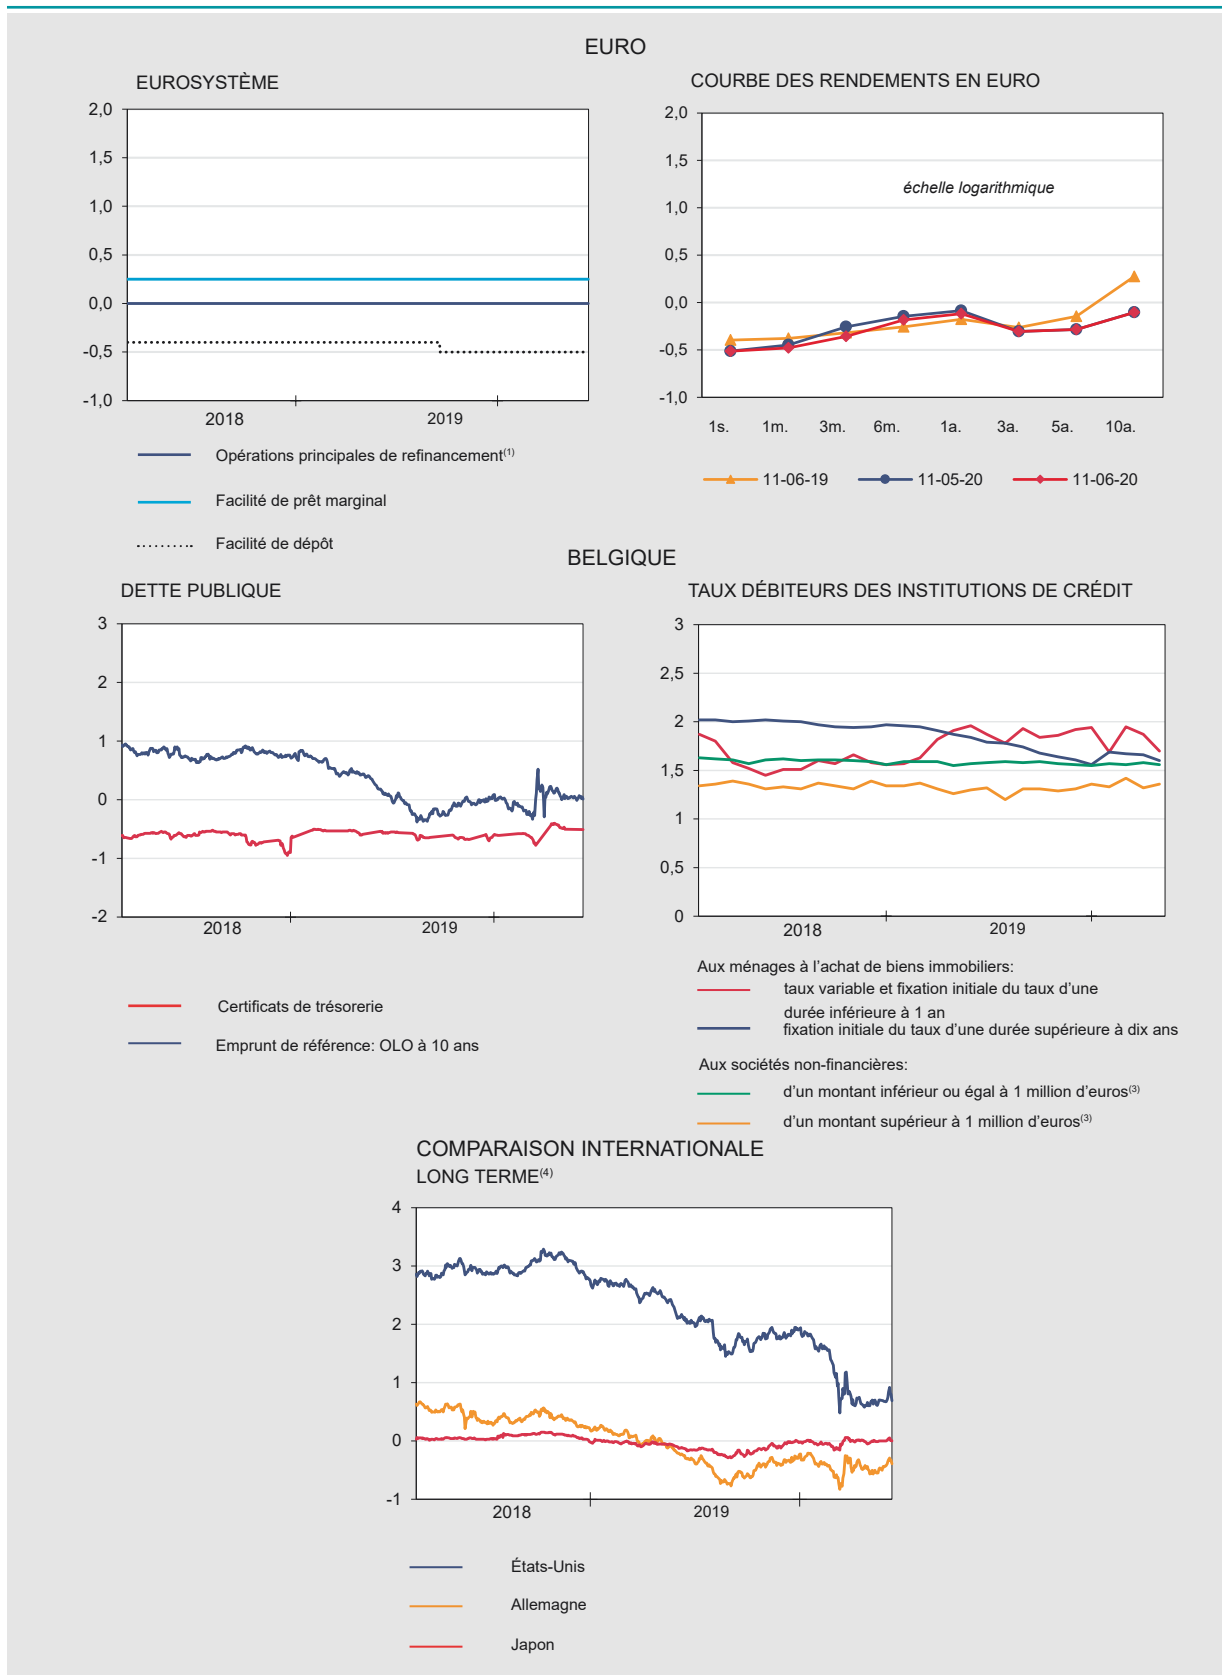 EURO
EUROSYSTÈME
2,0
1,5
1,0
0,5
0,0
-0,5
-1,0
2018 2019
Opérations principales de refinancement(1)
Facilité de prêt marginal
Facilité de dépôt
COURBE DES RENDEMENTS EN EURO
2,0
1,5
1,0
0,5
0,0
-0,5
-1,0
échelle logarithmique
1s. 1m. 3m. 6m. 1a. 3a. 5a. 10a.
11-06-19 11-05-20 11-06-20
BELGIQUE
DETTE PUBLIQUE
3
2
1
0
-1
-2
2018 2019
Certificats de trésorerie
Emprunt de référence: OLO à 10 ans
TAUX DÉBITEURS DES INSTITUTIONS DE CRÉDIT
3
2,5
2
1,5
1
0,5
0
2018 2019
Aux ménages à l’achat de biens immobiliers:
taux variable et fixation initiale du taux d’une
durée inférieure à 1 an
fixation initiale du taux d’une durée supérieure à dix ans
Aux sociétés non-financières:
d’un montant inférieur ou égal à 1 million d’euros(3)
d’un montant supérieur à 1 million d’euros(3)
COMPARAISON INTERNATIONALE
LONG TERME(4)
4
3
2
1
0
-1
2018 2019
États-Unis
Allemagne
Japon